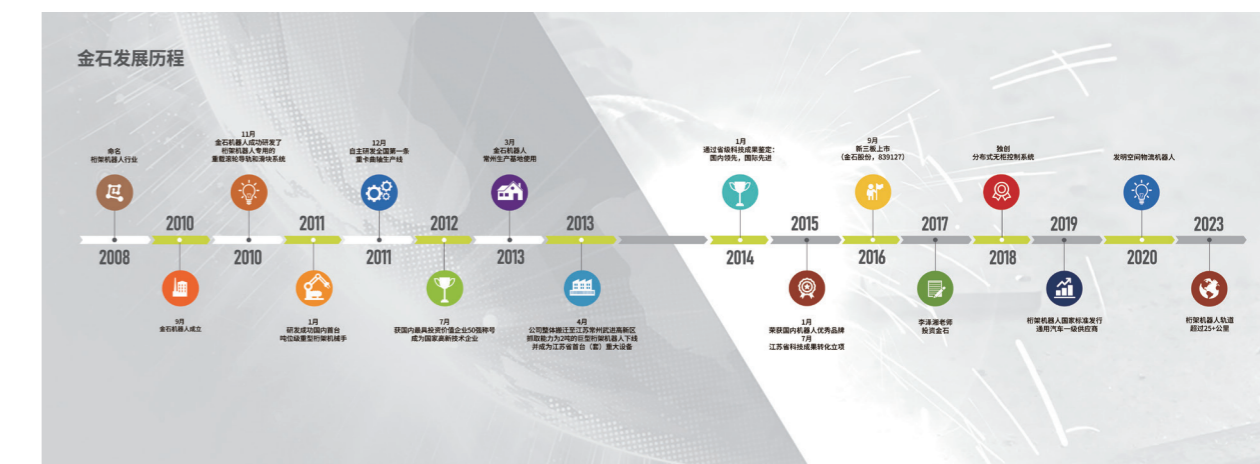 金石发展历程
命名
桁架机器人行业
2008
2010
9月
金石机器人成立
11月
金石机器人成功研发了
桁架机器人专用的
重载滚轮导轨和滑块系统
2010
2011
1月
研发成功国内首台
吨位级重型桁架机械手
12月
自主研发全国第一条
重卡曲轴生产线
2011
2012
7月
获国内最具投资价值企业50强称号
成为国家高新技术企业
3月
金石机器人
常州生产基地使用
2013
2013
4月
公司整体搬迁至江苏常州武进高新区
抓取能力为2吨的巨型桁架机器人下线
并成为江苏省首台（套）重大设备
1月
通过省级科技成果鉴定：
国内领先，国际先进
2014
2015
1月
荣获国内机器人优秀品牌
7月
江苏省科技成果转化立项
9月
新三板上市
（金石股份，839127）
2016
2017
李泽湘老师
投资金石
独创
分布式无柜控制系统
2018
2019
桁架机器人国家标准发行
通用汽车一级供应商
发明空间物流机器人
2020
2023
桁架机器人轨道
超过25+公里